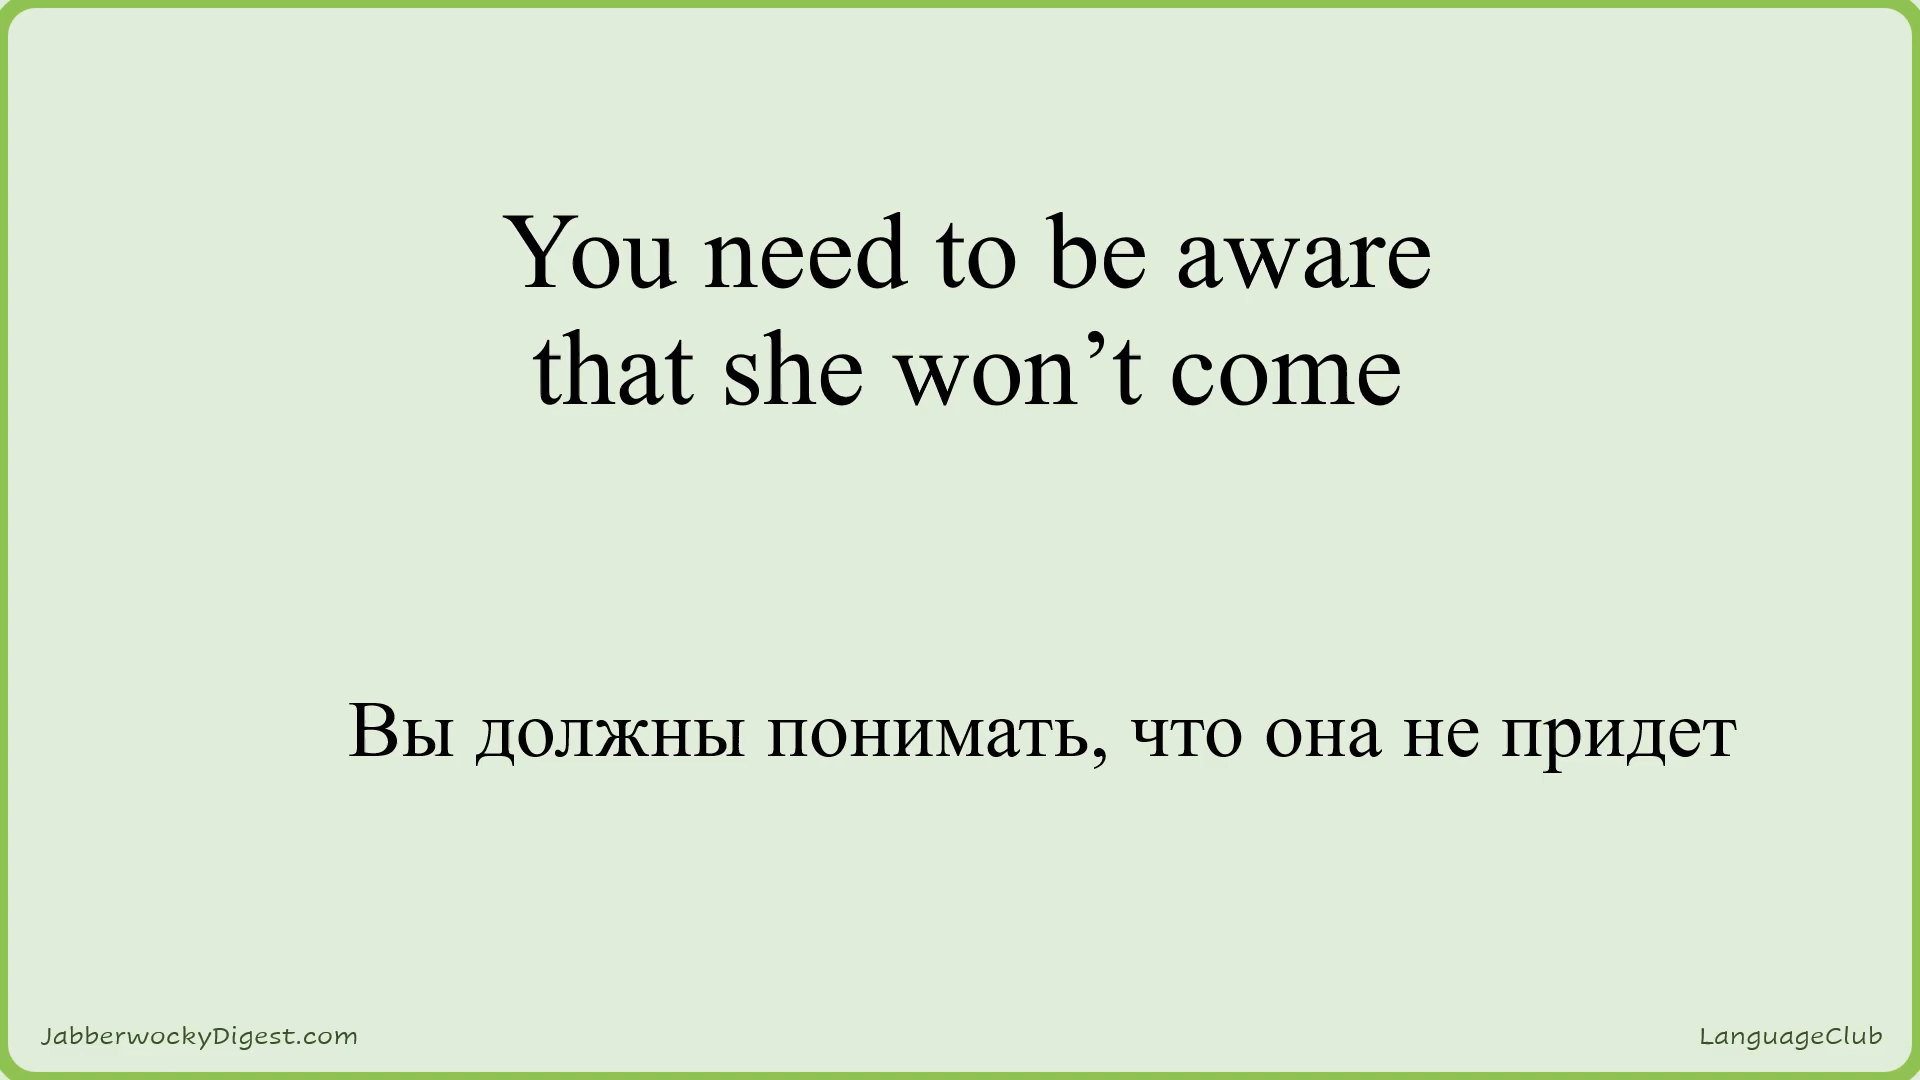 You need to be aware
that she won’t come
Вы должны понимать, что она не придет
JabberwockyDigest.com
LanguageClub